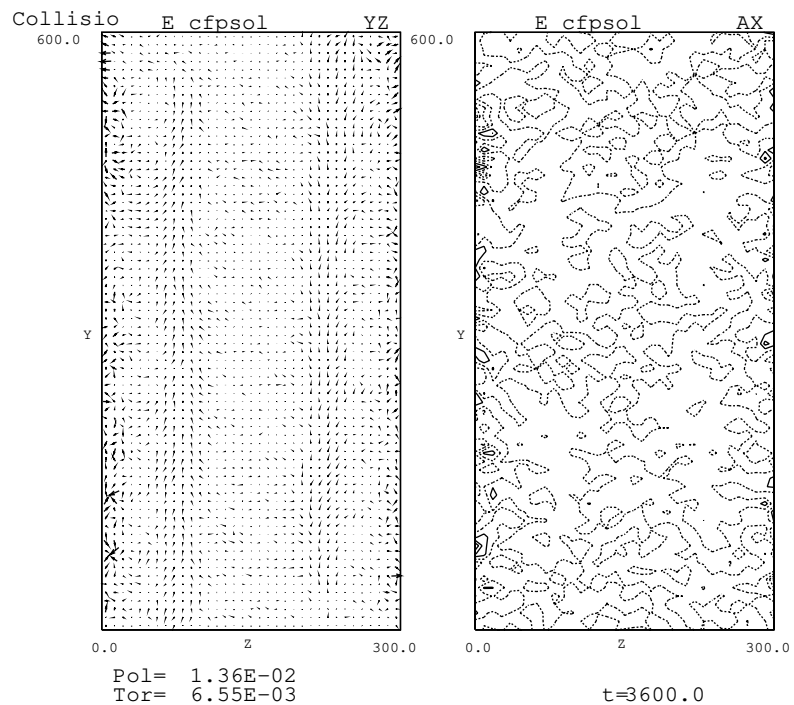 Collisio E cfpsol YZ
E cfpsol AX
600.0
600.0
Y
Y
0.0 Z 300.0
0.0 Z 300.0
Pol= 1.36E-02
Tor= 6.55E-03
t=3600.0